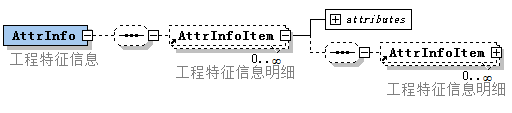 attributes
AttrInfo
AttrInfoItem
AttrInfoItem
0..∞
0..∞
工程特征信息
工程特征信息明细
工程特征信息明细